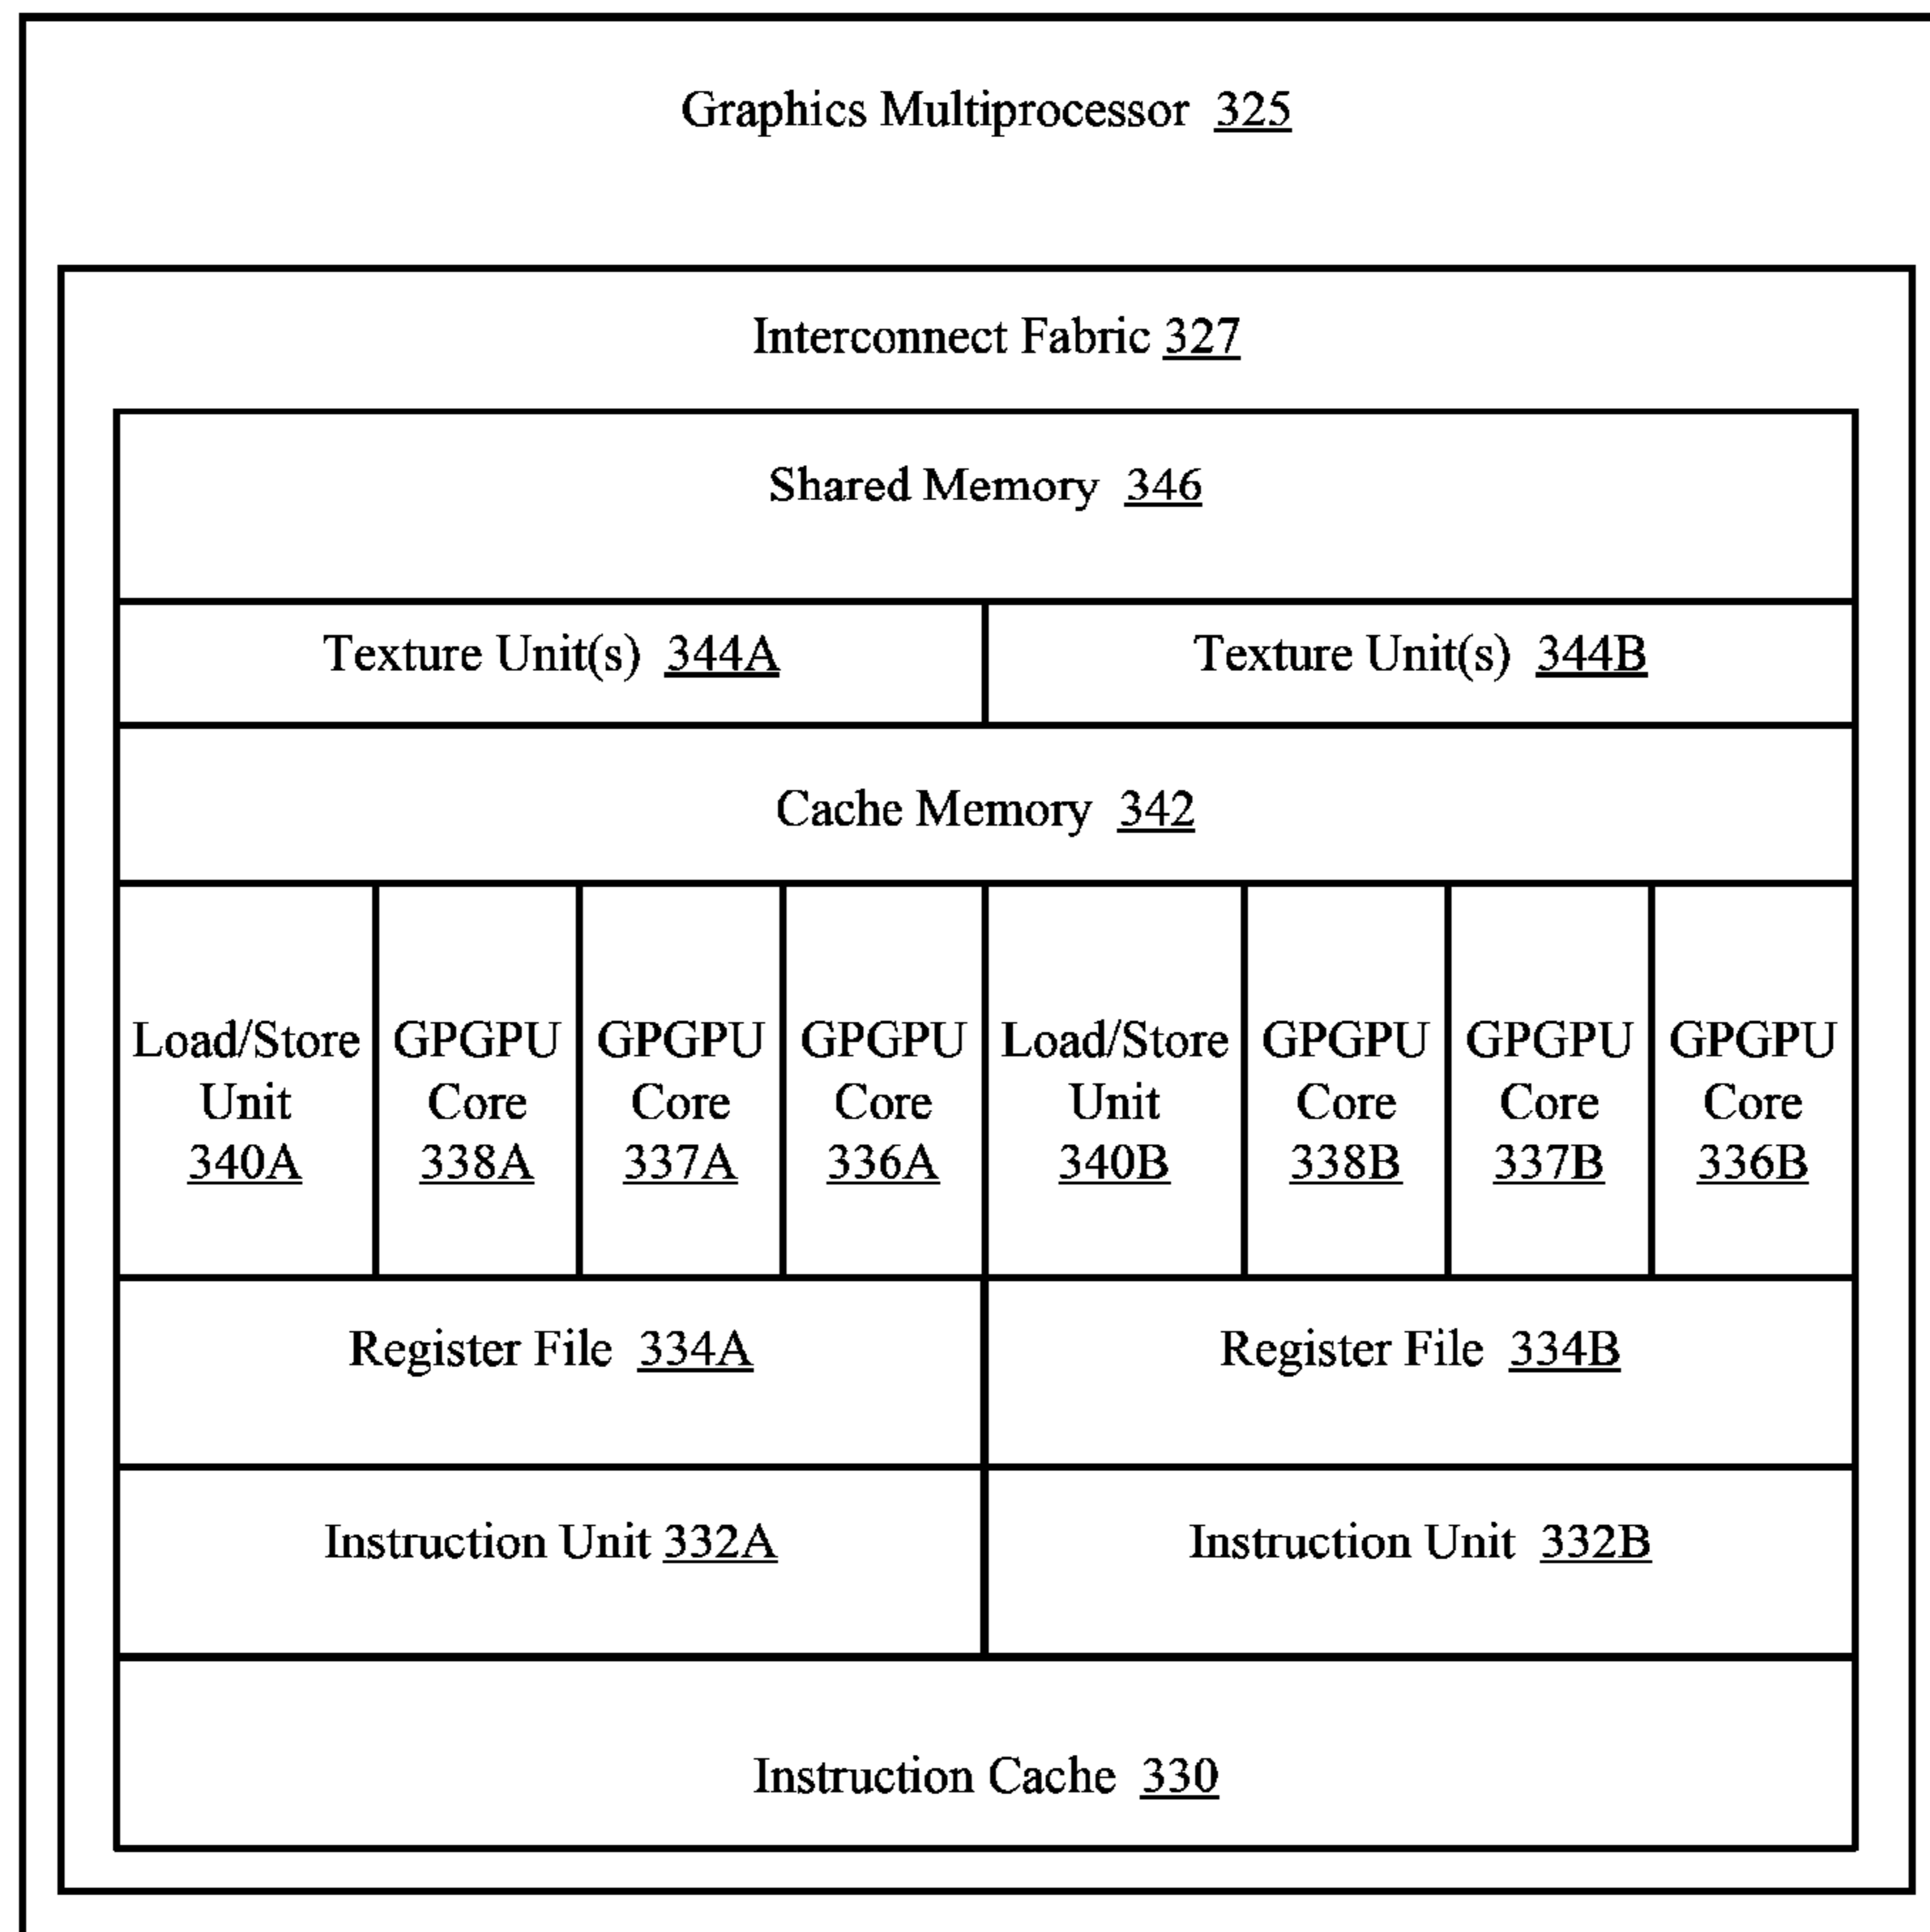 Graphics Multiprocessor 325
Interconnect Fabric 327
Shared Memory 346
Texture Unit(s) 344A
Texture Unit(s) 344B
Cache Memory 342
Load/Store
Unit
340A
GPGPU
Core
338A
GPGPU
Core
337A
GPGPU
Core
336A
Load/Store
Unit
340B
GPGPU
Core
338B
GPGPU
Core
337B
GPGPU
Core
336B
Register File 334A
Register File 334B
Instruction Unit 332A
Instruction Unit 332B
Instruction Cache 330